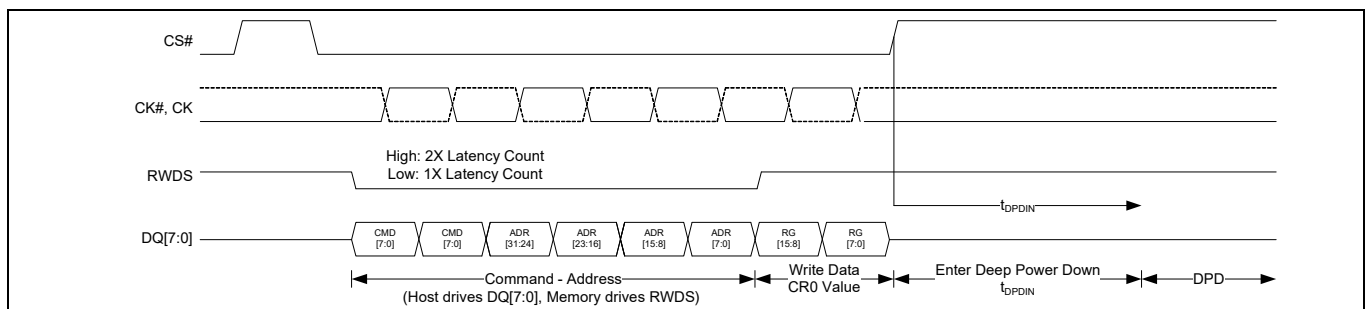 CS#
CK#, CK
High: 2X Latency Count
Low: 1X Latency Count
RWDS
tDPDIN
DQ[7:0]
CMD [7:0]
CMD [7:0]
ADR [31:24]
ADR [23:16]
ADR [15:8]
ADR [7:0]
RG [15:8]
RG [7:0]
Command - Address
(Host drives DQ[7:0], Memory drives RWDS)
Write Data
CR0 Value
Enter Deep Power Down
tDPDIN
DPD